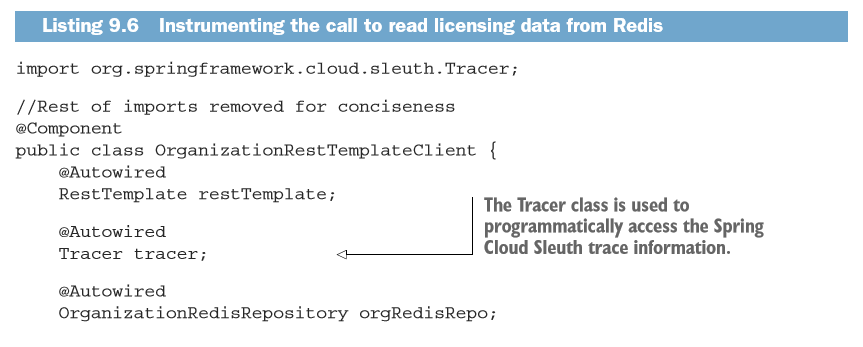 Listing 9.6 Instrumenting the call to read licensing data from Redis
import org.springframework.cloud.sleuth.Tracer;
//Rest of imports removed for conciseness
@Component
public class OrganizationRestTemplateClient {
@Autowired
RestTemplate restTemplate;
@Autowired
Tracer tracer;
The Tracer class is used to
programmatically access the Spring
Cloud Sleuth trace information.
@Autowired
OrganizationRedisRepository orgRedisRepo;